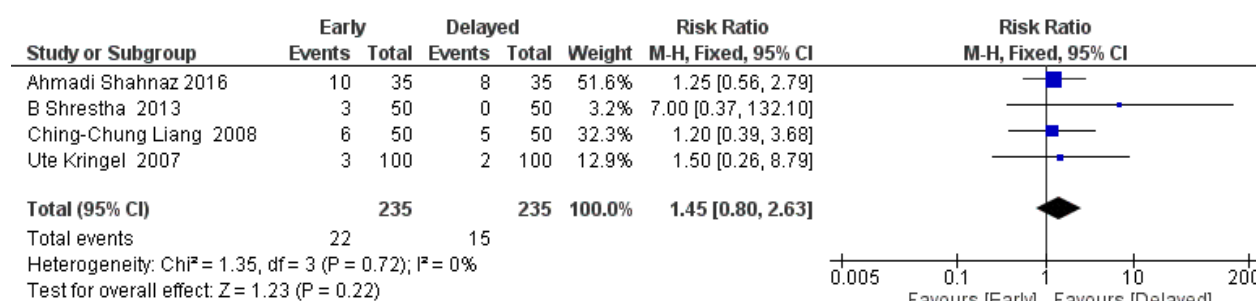 Early Delayed Risk Ratio Risk Ratio
Study or Subgroup Events Total Events Total Weight M-H, Fixed, 95% CI M-H, Fixed, 95% CI
Ahmadi Shahnaz 2016 10 35 8 35 51.6% 1.25 [0.56, 2.79]
B Shrestha 2013 3 50 0 50 3.2% 7.00 [0.37, 132.10]
Ching-Chung Liang 2008 6 50 5 50 32.3% 1.20 [0.39, 3.68]
Ute Kringel 2007 3 100 2 100 12.9% 1.50 [0.26, 8.79]
Total (95% CI) 235 235 100.0% 1.45 [0.80, 2.63]
Total events 22 15
Heterogeneity: Chi² = 1.35, df = 3 (P = 0.72); I² = 0%
Test for overall effect: Z = 1.23 (P = 0.22)
0.005 0.1 1 10 200
Favours [Early] Favours [Delayed]